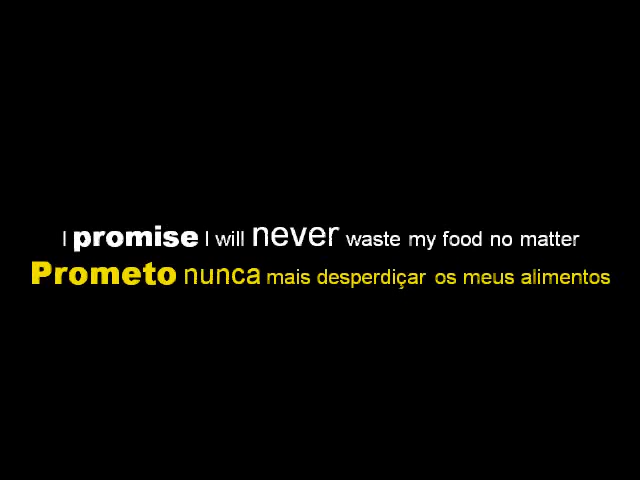 I promise I will never waste my food no matter
Prometo nunca mais desperdiçar os meus alimentos